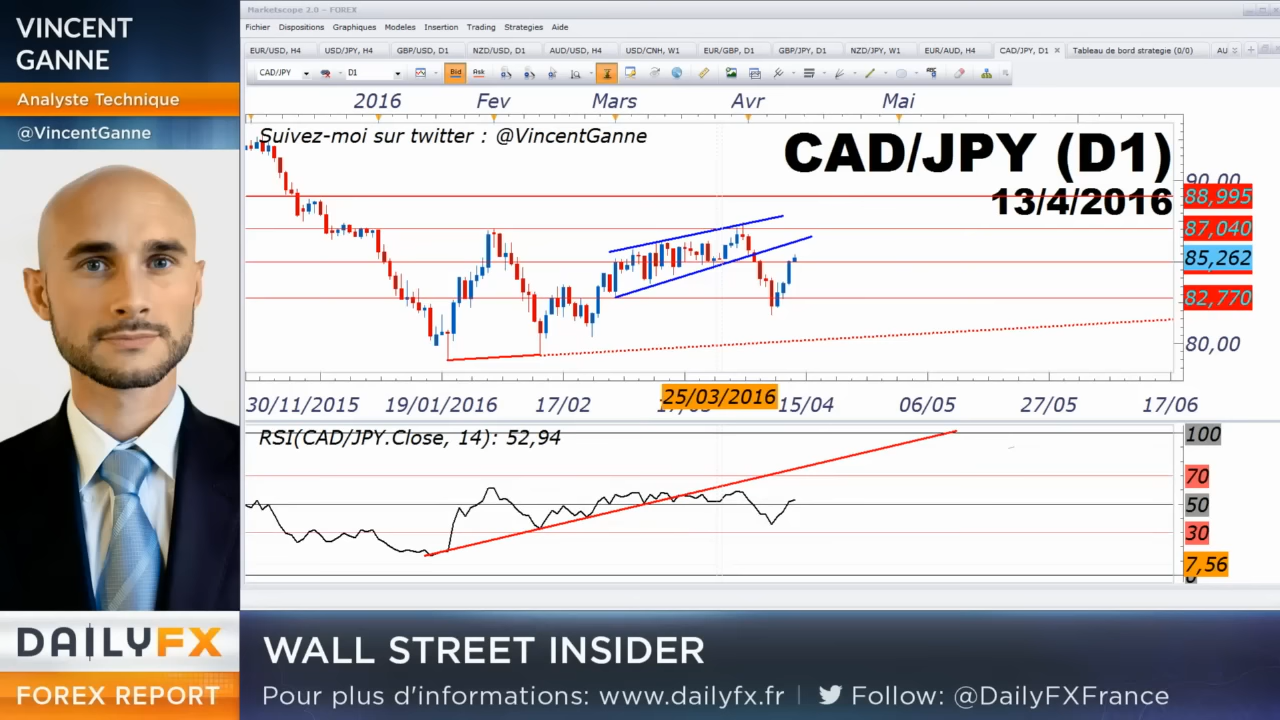 VINCENT
GANNE
Analyste Technique
@VincentGanne
Marketscope 2.0 - FOREX
Fichier Dispositions Graphiques Modeles Insertion Trading Strategies Aide
EUR/USD, H4 USD/JPY, H4 GBP/USD, D1 NZD/USD, D1 AUD/USD, H4 USD/CNH, W1 EUR/GBP, D1 GBP/JPY, D1 NZD/JPY, W1 EUR/AUD, H4 CAD/JPY, D1 Tableau de bord strategie (0/0) AU
CAD/JPY D1 Bid Ask
2016 Fev Mars Avr Mai
Suivez-moi sur twitter : @VincentGanne
CAD/JPY (D1)
13/4/2016
90,00
88,995
87,040
85,262
82,770
80,00
30/11/2015 19/01/2016 17/02 25/03/2016 15/04 06/05 27/05 17/06
RSI(CAD/JPY.Close, 14): 52,94
100
70
50
30
7,56
0
DAILYFX
FOREX REPORT
WALL STREET INSIDER
Pour plus d'informations: www.dailyfx.fr | Follow: @DailyFXFrance